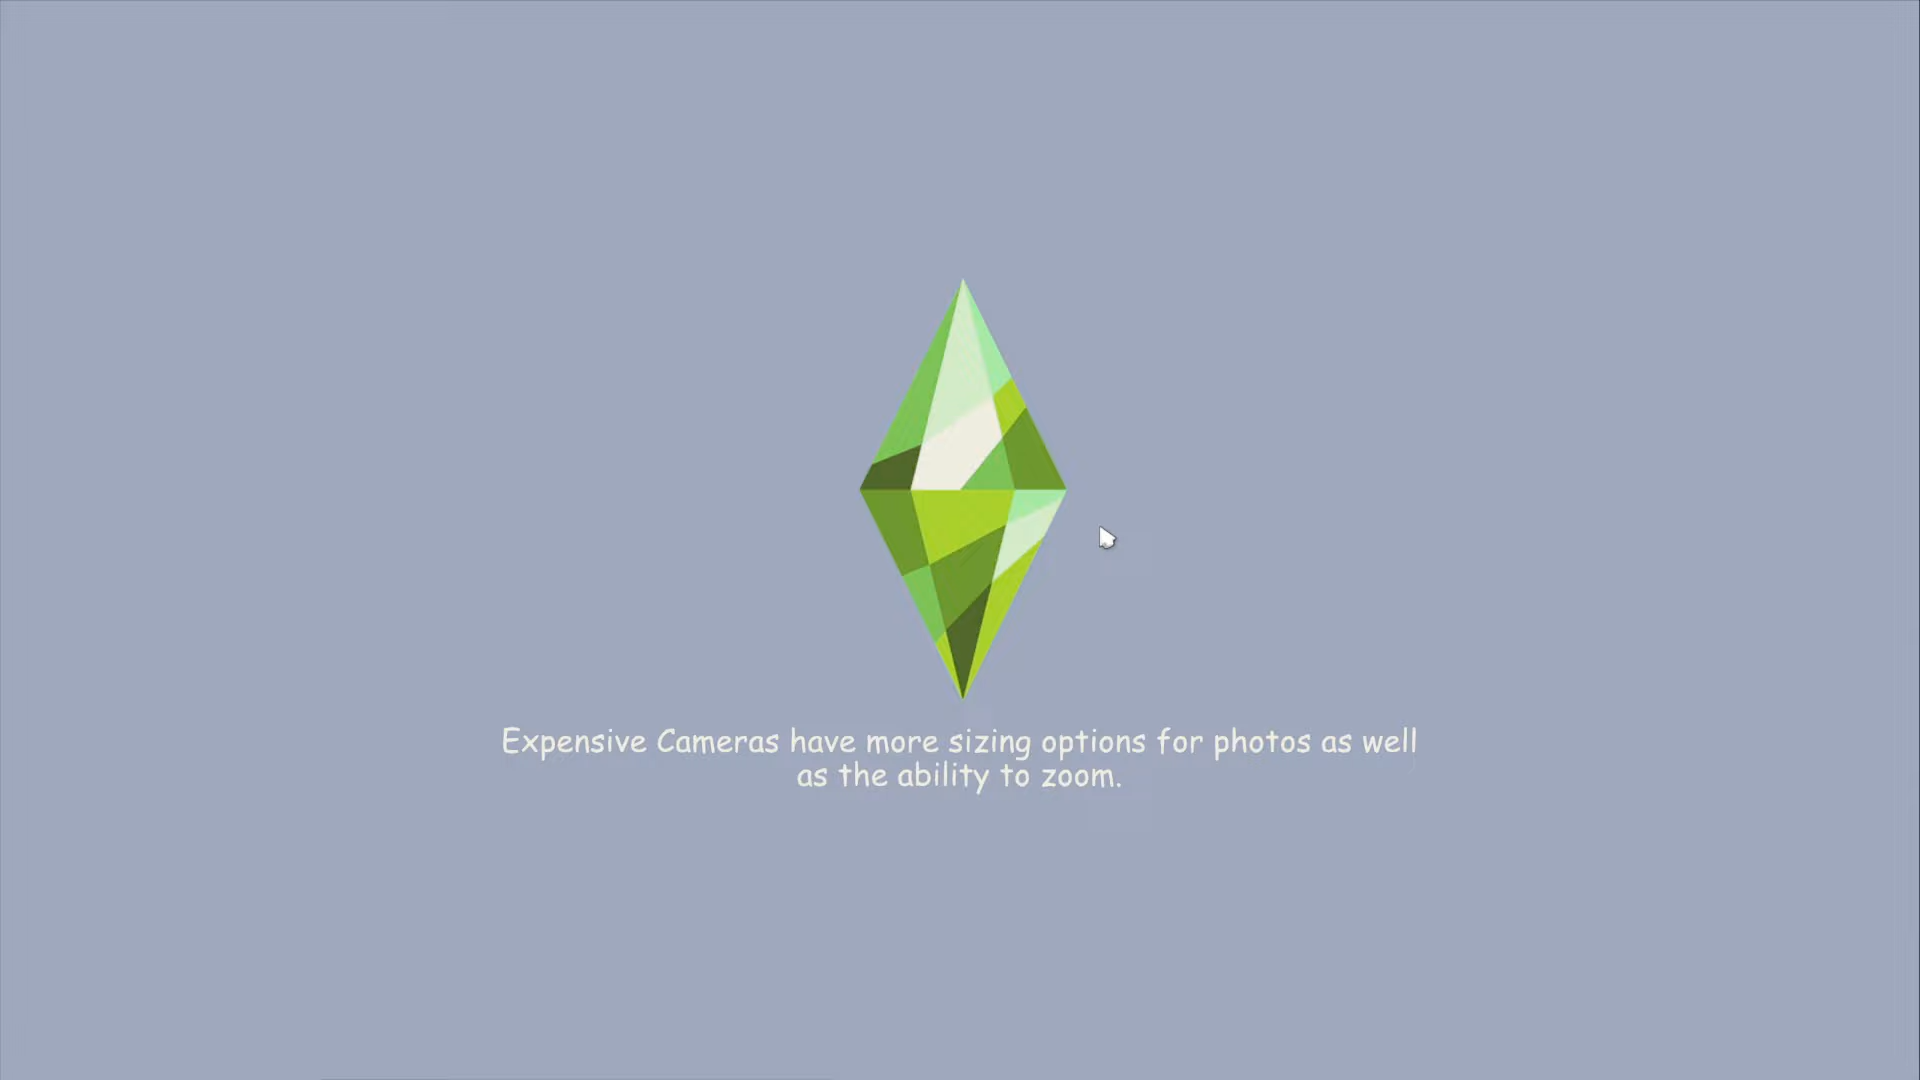 Expensive Cameras have more sizing options for photos as well
as the ability to zoom.